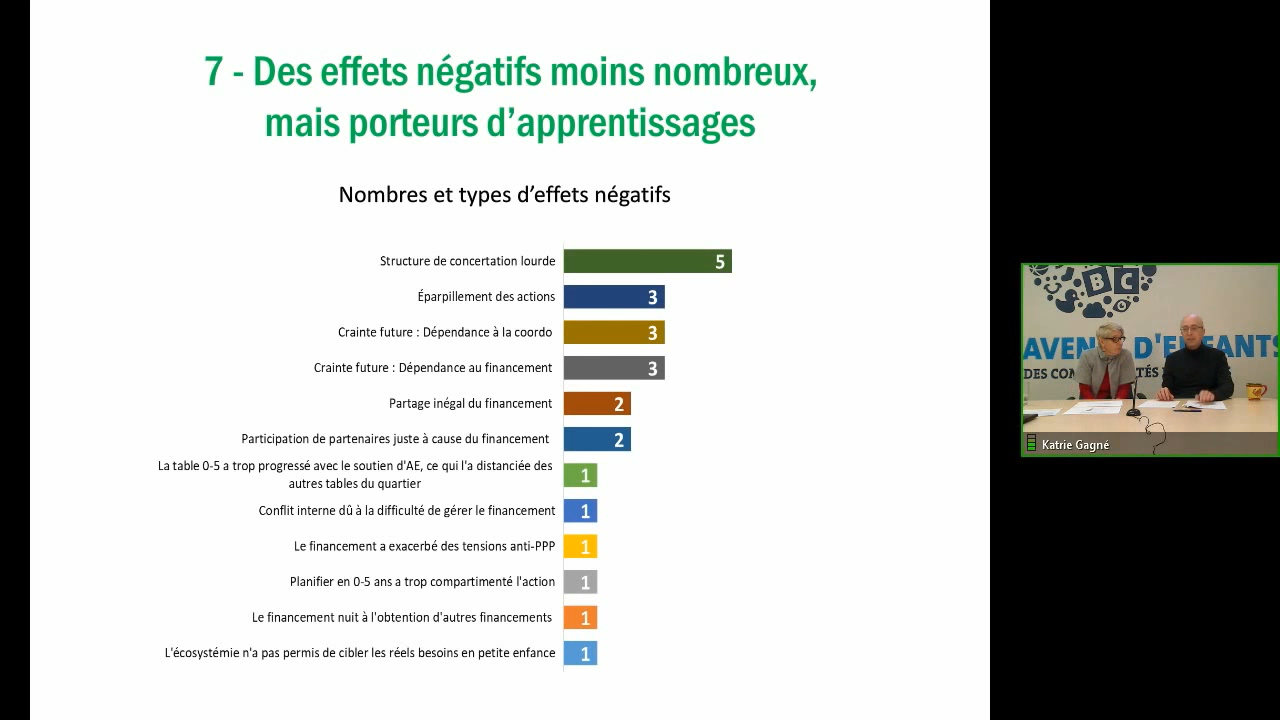 7 - Des effets négatifs moins nombreux,
mais porteurs d’apprentissages
Nombres et types d’effets négatifs
Structure de concertation lourde 5
Éparpillement des actions 3
Crainte future : Dépendance à la coordo 3
Crainte future : Dépendance au financement 3
Partage inégal du financement 2
Participation de partenaires juste à cause du financement 2
La table 0-5 a trop progressé avec le soutien d'AE, ce qui l'a distanciée des
autres tables du quartier 1
Conflit interne dû à la difficulté de gérer le financement 1
Le financement a exacerbé des tensions anti-PPP 1
Planifier en 0-5 ans a trop compartimenté l'action 1
Le financement nuit à l'obtention d'autres financements 1
L'écosystémie n'a pas permis de cibler les réels besoins en petite enfance 1
B C
D'ENFANTS
DES
Katrie Gagné